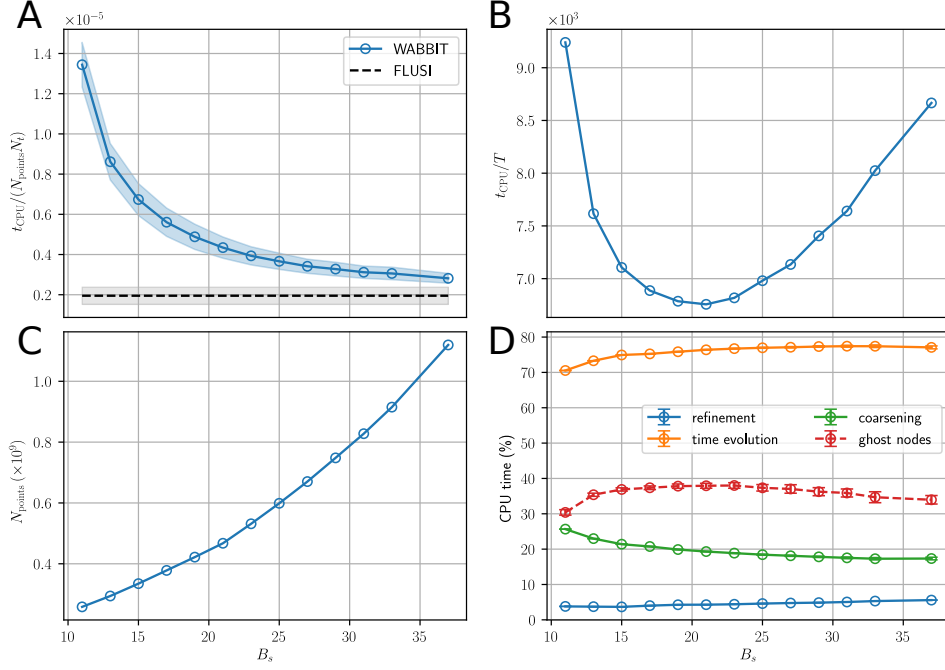 A
×10⁻⁵
1.4
1.2
1.0
0.8
0.6
0.4
0.2
t_CPU/(N_points N_t)
WABBIT
FLUSI
B
×10³
9.0
8.0
7.5
7.0
t_CPU/T
C
1.0
0.8
0.6
0.4
N_points (×10⁹)
10 15 20 25 30 35
B_s
D
80
70
60
50
40
30
20
10
0
CPU time (%)
refinement
time evolution
coarsening
ghost nodes
10 15 20 25 30 35
B_s